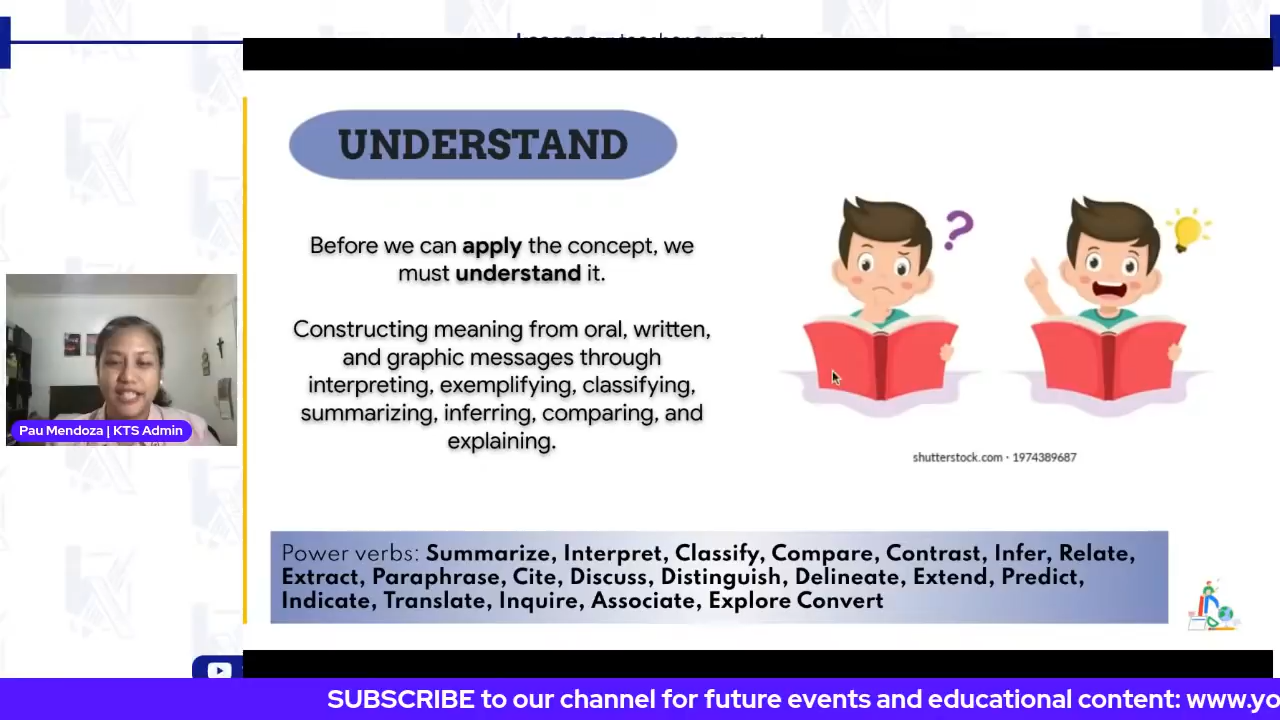 UNDERSTAND
Before we can apply the concept, we
must understand it.
Constructing meaning from oral, written,
and graphic messages through
interpreting, exemplifying, classifying,
summarizing, inferring, comparing, and
explaining.
?
shutterstock.com · 1974389687
Pau Mendoza | KTS Admin
Power verbs: Summarize, Interpret, Classify, Compare, Contrast, Infer, Relate,
Extract, Paraphrase, Cite, Discuss, Distinguish, Delineate, Extend, Predict,
Indicate, Translate, Inquire, Associate, Explore Convert
SUBSCRIBE to our channel for future events and educational content: www.yo